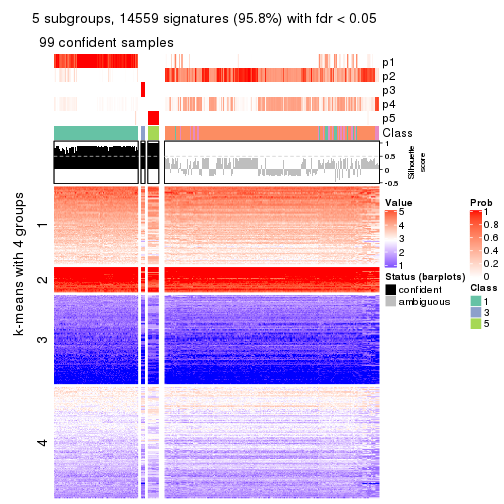 5 subgroups, 14559 signatures (95.8%) with fdr < 0.05
99 confident samples
p1
p2
p3
p4
p5
Class
1
0.5
0
-0.5
Silhouette
score
k-means with 4 groups
1
2
3
4
Value
5
4
3
2
1
Status (barplots)
confident
ambiguous
Prob
1
0.8
0.6
0.4
0.2
0
Class
1
3
5